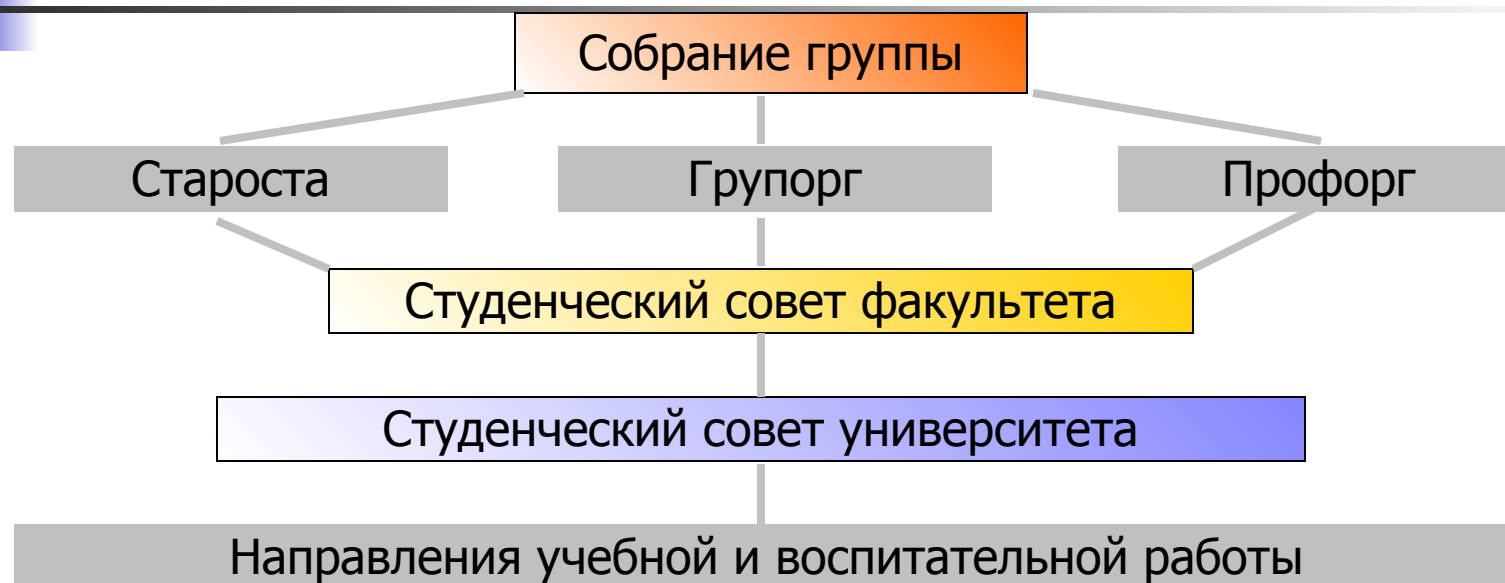 Собрание группы
Староста
Групорг
Профорг
Студенческий совет факультета
Студенческий совет университета
Направления учебной и воспитательной работы